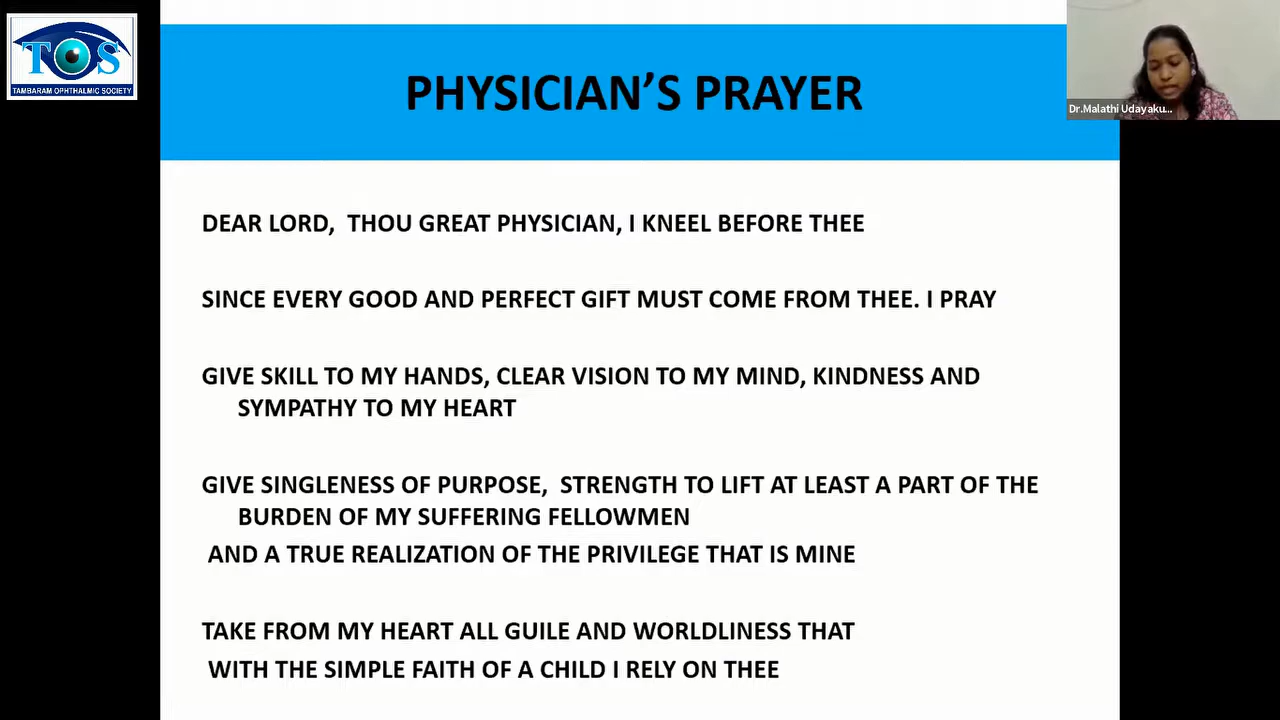 TOS
TAMBARAM OPHTHALMIC SOCIETY
PHYSICIAN'S PRAYER
Dr.Malathi Udayaku...
DEAR LORD,  THOU GREAT PHYSICIAN, I KNEEL BEFORE THEE
SINCE EVERY GOOD AND PERFECT GIFT MUST COME FROM THEE. I PRAY
GIVE SKILL TO MY HANDS, CLEAR VISION TO MY MIND, KINDNESS AND
SYMPATHY TO MY HEART
GIVE SINGLENESS OF PURPOSE,  STRENGTH TO LIFT AT LEAST A PART OF THE
BURDEN OF MY SUFFERING FELLOWMEN
AND A TRUE REALIZATION OF THE PRIVILEGE THAT IS MINE
TAKE FROM MY HEART ALL GUILE AND WORLDLINESS THAT
WITH THE SIMPLE FAITH OF A CHILD I RELY ON THEE